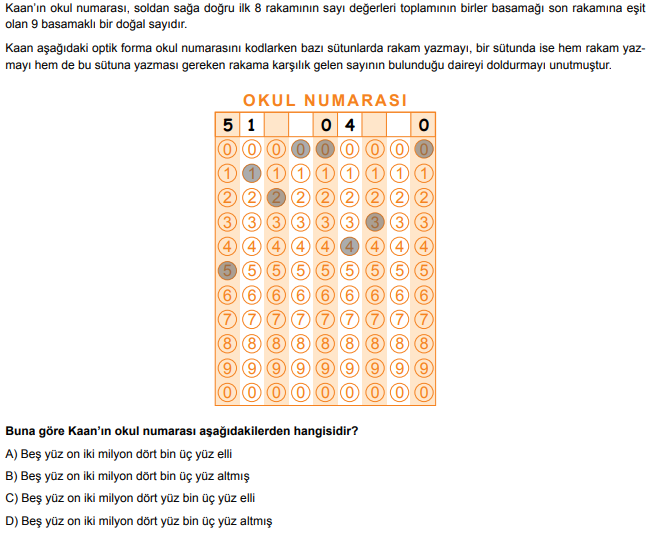 Kaan'ın okul numarası, soldan sağa doğru ilk 8 rakamının sayı değerleri toplamının birler basamağı son rakamına eşit
olan 9 basamaklı bir doğal sayıdır.
Kaan aşağıdaki optik forma okul numarasını kodlarken bazı sütunlarda rakam yazmayı, bir sütunda ise hem rakam yaz-
mayı hem de bu sütuna yazması gereken rakama karşılık gelen sayının bulunduğu daireyi doldurmayı unutmuştur.
OKUL NUMARASI
5 1 0 4 0
0 0 0 0 0 0 0 0 0
1 1 1 1 1 1 1 1 1
2 2 2 2 2 2 2 2 2
3 3 3 3 3 3 3 3 3
4 4 4 4 4 4 4 4 4
5 5 5 5 5 5 5 5 5
6 6 6 6 6 6 6 6 6
7 7 7 7 7 7 7 7 7
8 8 8 8 8 8 8 8 8
9 9 9 9 9 9 9 9 9
0 0 0 0 0 0 0 0 0
Buna göre Kaan'ın okul numarası aşağıdakilerden hangisidir?
A) Beş yüz on iki milyon dört bin üç yüz elli
B) Beş yüz on iki milyon dört bin üç yüz altmış
C) Beş yüz on iki milyon dört yüz bin üç yüz elli
D) Beş yüz on iki milyon dört yüz bin üç yüz altmış